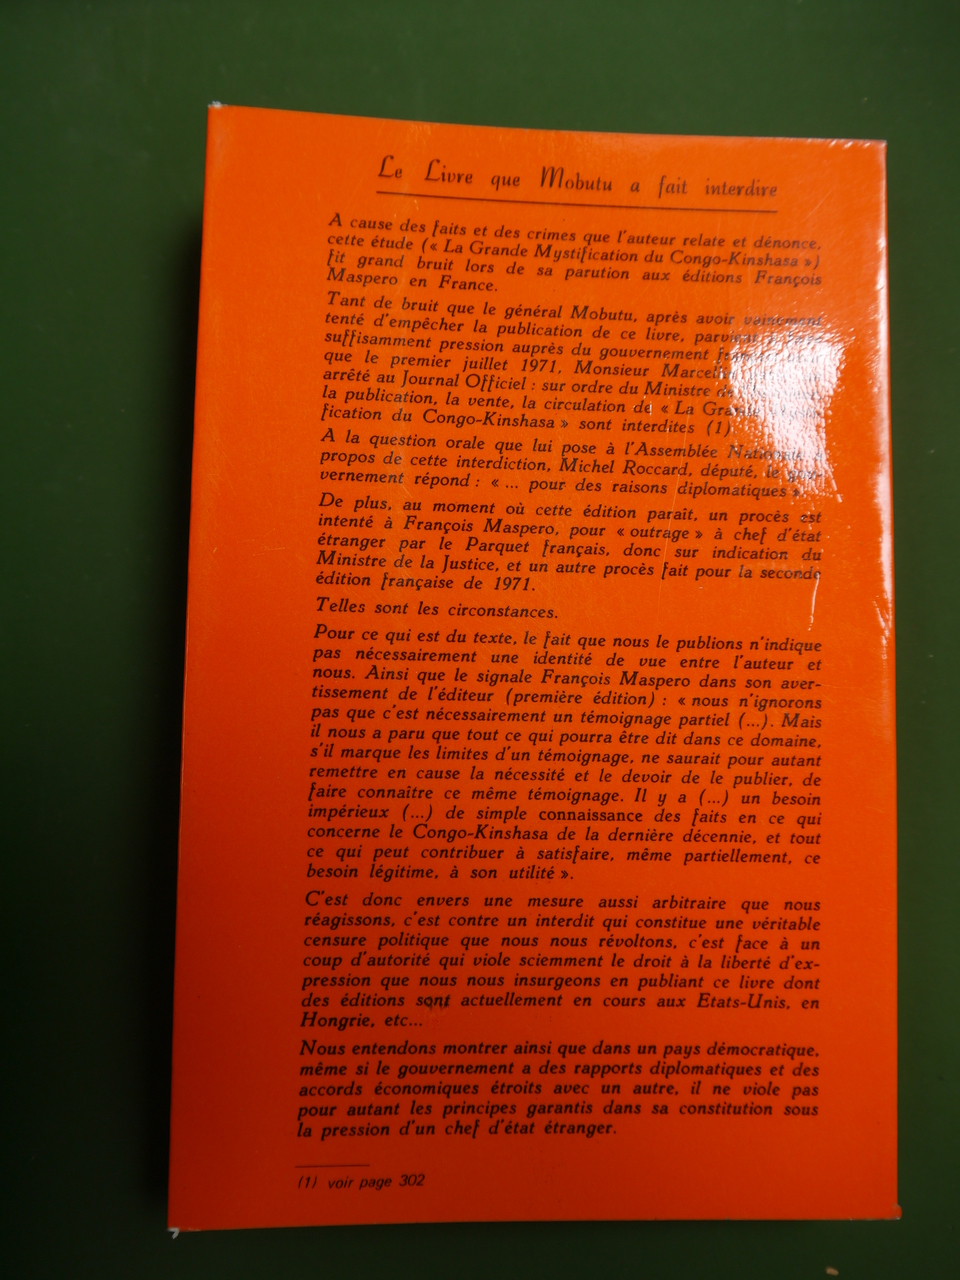 Le Livre que Mobutu a fait interdire
A cause des faits et des crimes que l'auteur relate et dénonce,
cette étude (« La Grande Mystification du Congo-Kinshasa »)
fit grand bruit lors de sa parution aux éditions François
Maspero en France.
Tant de bruit que le général Mobutu, après avoir vainement
tenté d'empêcher la publication de ce livre,
suffisamment pression auprès du gouvernement
que le premier juillet 1971, Monsieur
arrêté au Journal Officiel : sur ordre du Ministre
la publication, la vente, la circulation de « La
fication du Congo-Kinshasa » sont interdites (1)
A la question orale que lui pose à l'Assemblée Nationale à
propos de cette interdiction, Michel Roccard, député, le gou-
vernement répond : « ... pour des raisons diplomatiques ».
De plus, au moment où cette édition paraît, un procès est
intenté à François Maspero, pour « outrage » à chef d'état
étranger par le Parquet français, donc sur indication du
Ministre de la Justice, et un autre procès fait pour la seconde
édition française de 1971.
Telles sont les circonstances.
Pour ce qui est du texte, le fait que nous le publions n'indique
pas nécessairement une identité de vue entre l'auteur et
nous. Ainsi que le signale François Maspero dans son aver-
tissement de l'éditeur (première édition) : « nous n'ignorons
pas que c'est nécessairement un témoignage partiel (...). Mais
il nous a paru que tout ce qui pourra être dit dans ce domaine,
s'il marque les limites d'un témoignage, ne saurait pour autant
remettre en cause la nécessité et le devoir de le publier, de
faire connaître ce même témoignage. Il y a (...) un besoin
impérieux (...) de simple connaissance des faits en ce qui
concerne le Congo-Kinshasa de la dernière décennie, et tout
ce qui peut contribuer à satisfaire, même partiellement, ce
besoin légitime, à son utilité ».
C'est donc envers une mesure aussi arbitraire que nous
réagissons, c'est contre un interdit qui constitue une véritable
censure politique que nous nous révoltons, c'est face à un
coup d'autorité qui viole sciemment le droit à la liberté d'ex-
pression que nous nous insurgeons en publiant ce livre dont
des éditions sont actuellement en cours aux Etats-Unis, en
Hongrie, etc...
Nous entendons montrer ainsi que dans un pays démocratique,
même si le gouvernement a des rapports diplomatiques et des
accords économiques étroits avec un autre, il ne viole pas
pour autant les principes garantis dans sa constitution sous
la pression d'un chef d'état étranger.
(1) voir page 302